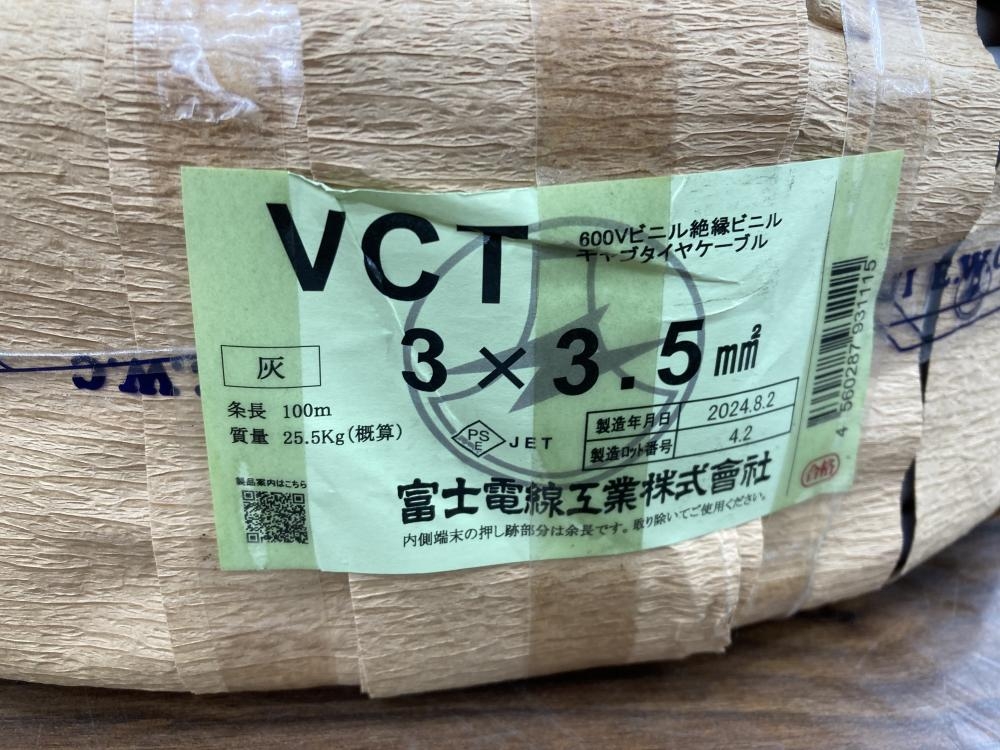 VCT
600Vビニル絶縁ビニル
キャブタイヤケーブル
3×3.5mm²
灰
条長 100m
質量 25.5Kg(概算)
PS
E
JET
製造年月日 2024.8.2
製造ロット番号 4.2
製品案内はこちら
富士電線工業株式會社
内側端末の押し跡部分は余長です。取り除いてご使用ください。
4 560287 931115
合格
E.W.C